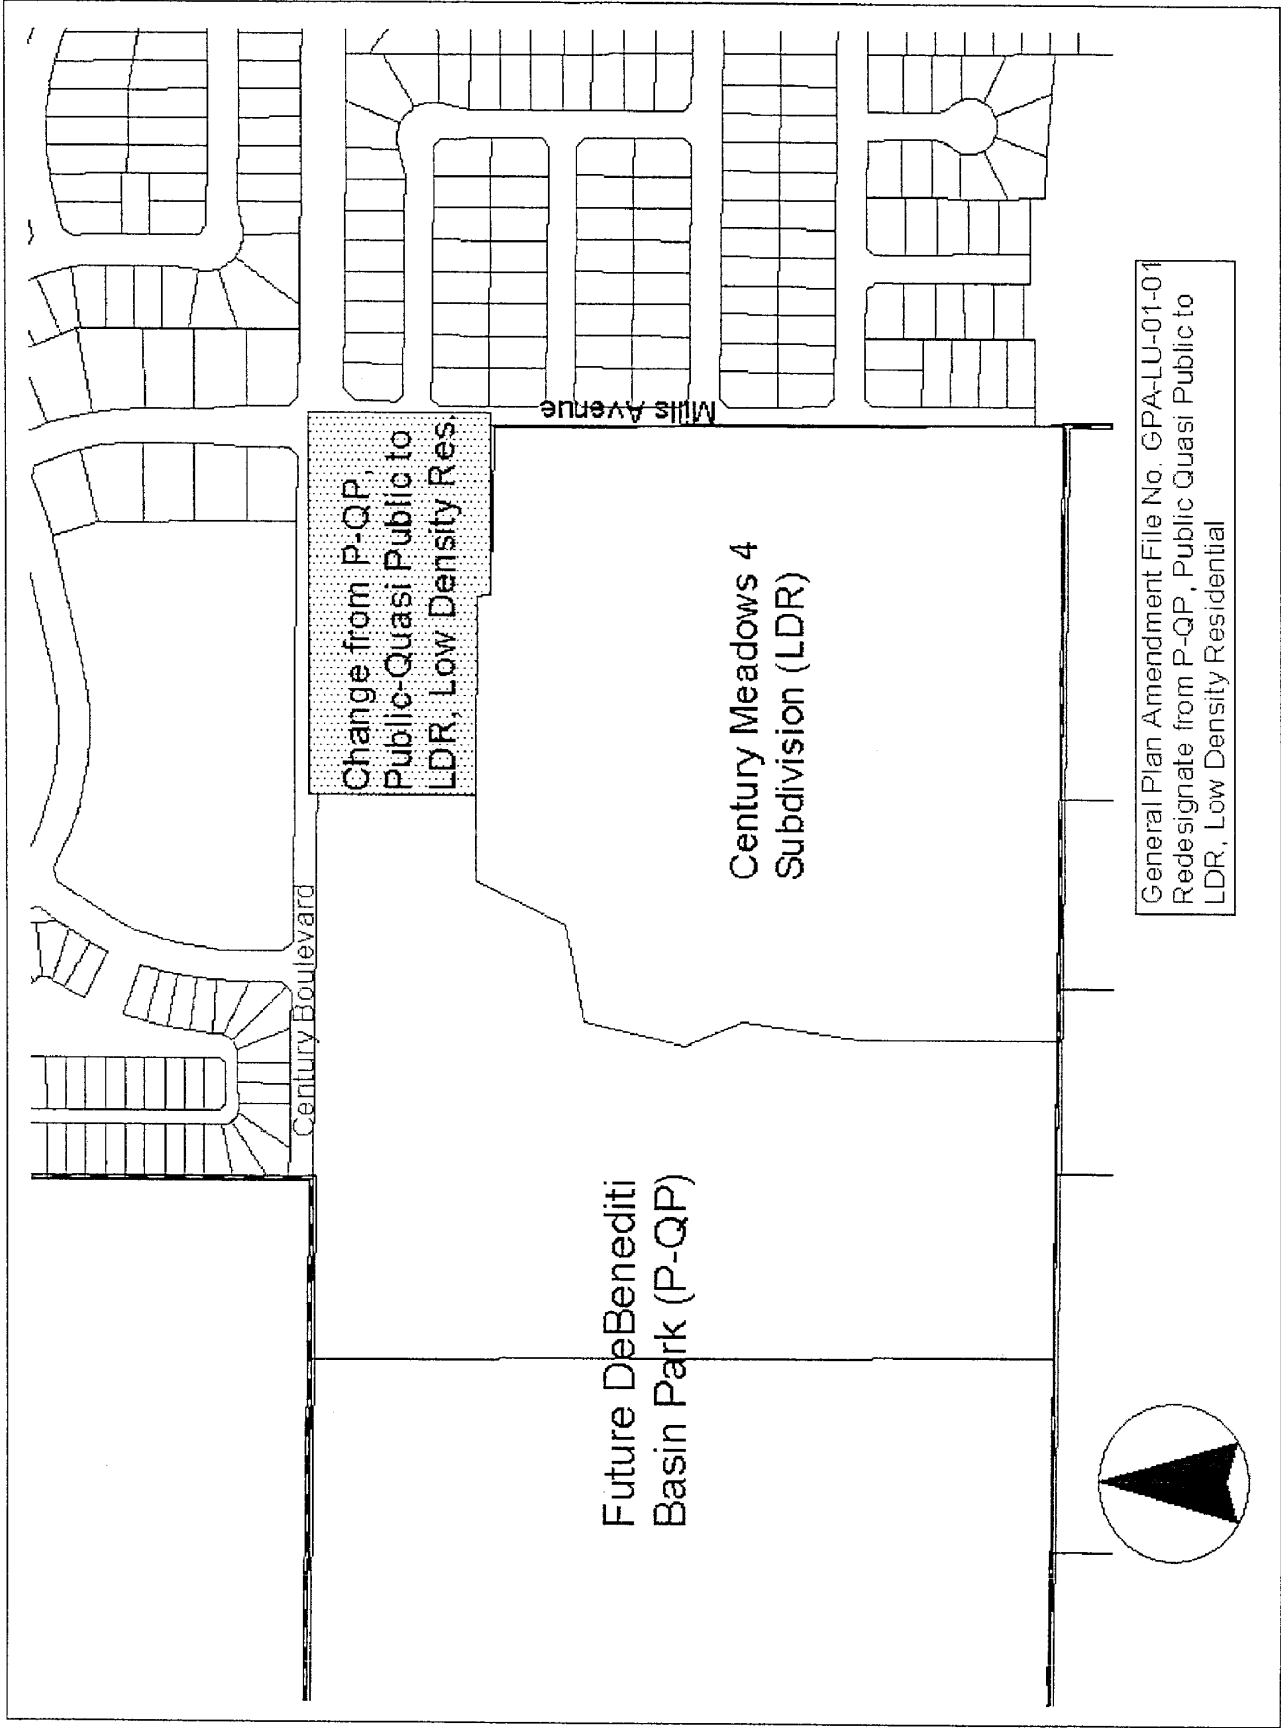 Century Boulevard
Change from P-QP,
Public-Quasi Public to
LDR, Low Density Res.
Mills Avenue
Century Meadows 4
Subdivision (LDR)
Future DeBenediti
Basin Park (P-QP)
General Plan Amendment File No. GPA-LU-01-01
Redesignate from P-QP, Public Quasi Public to
LDR, Low Density Residential